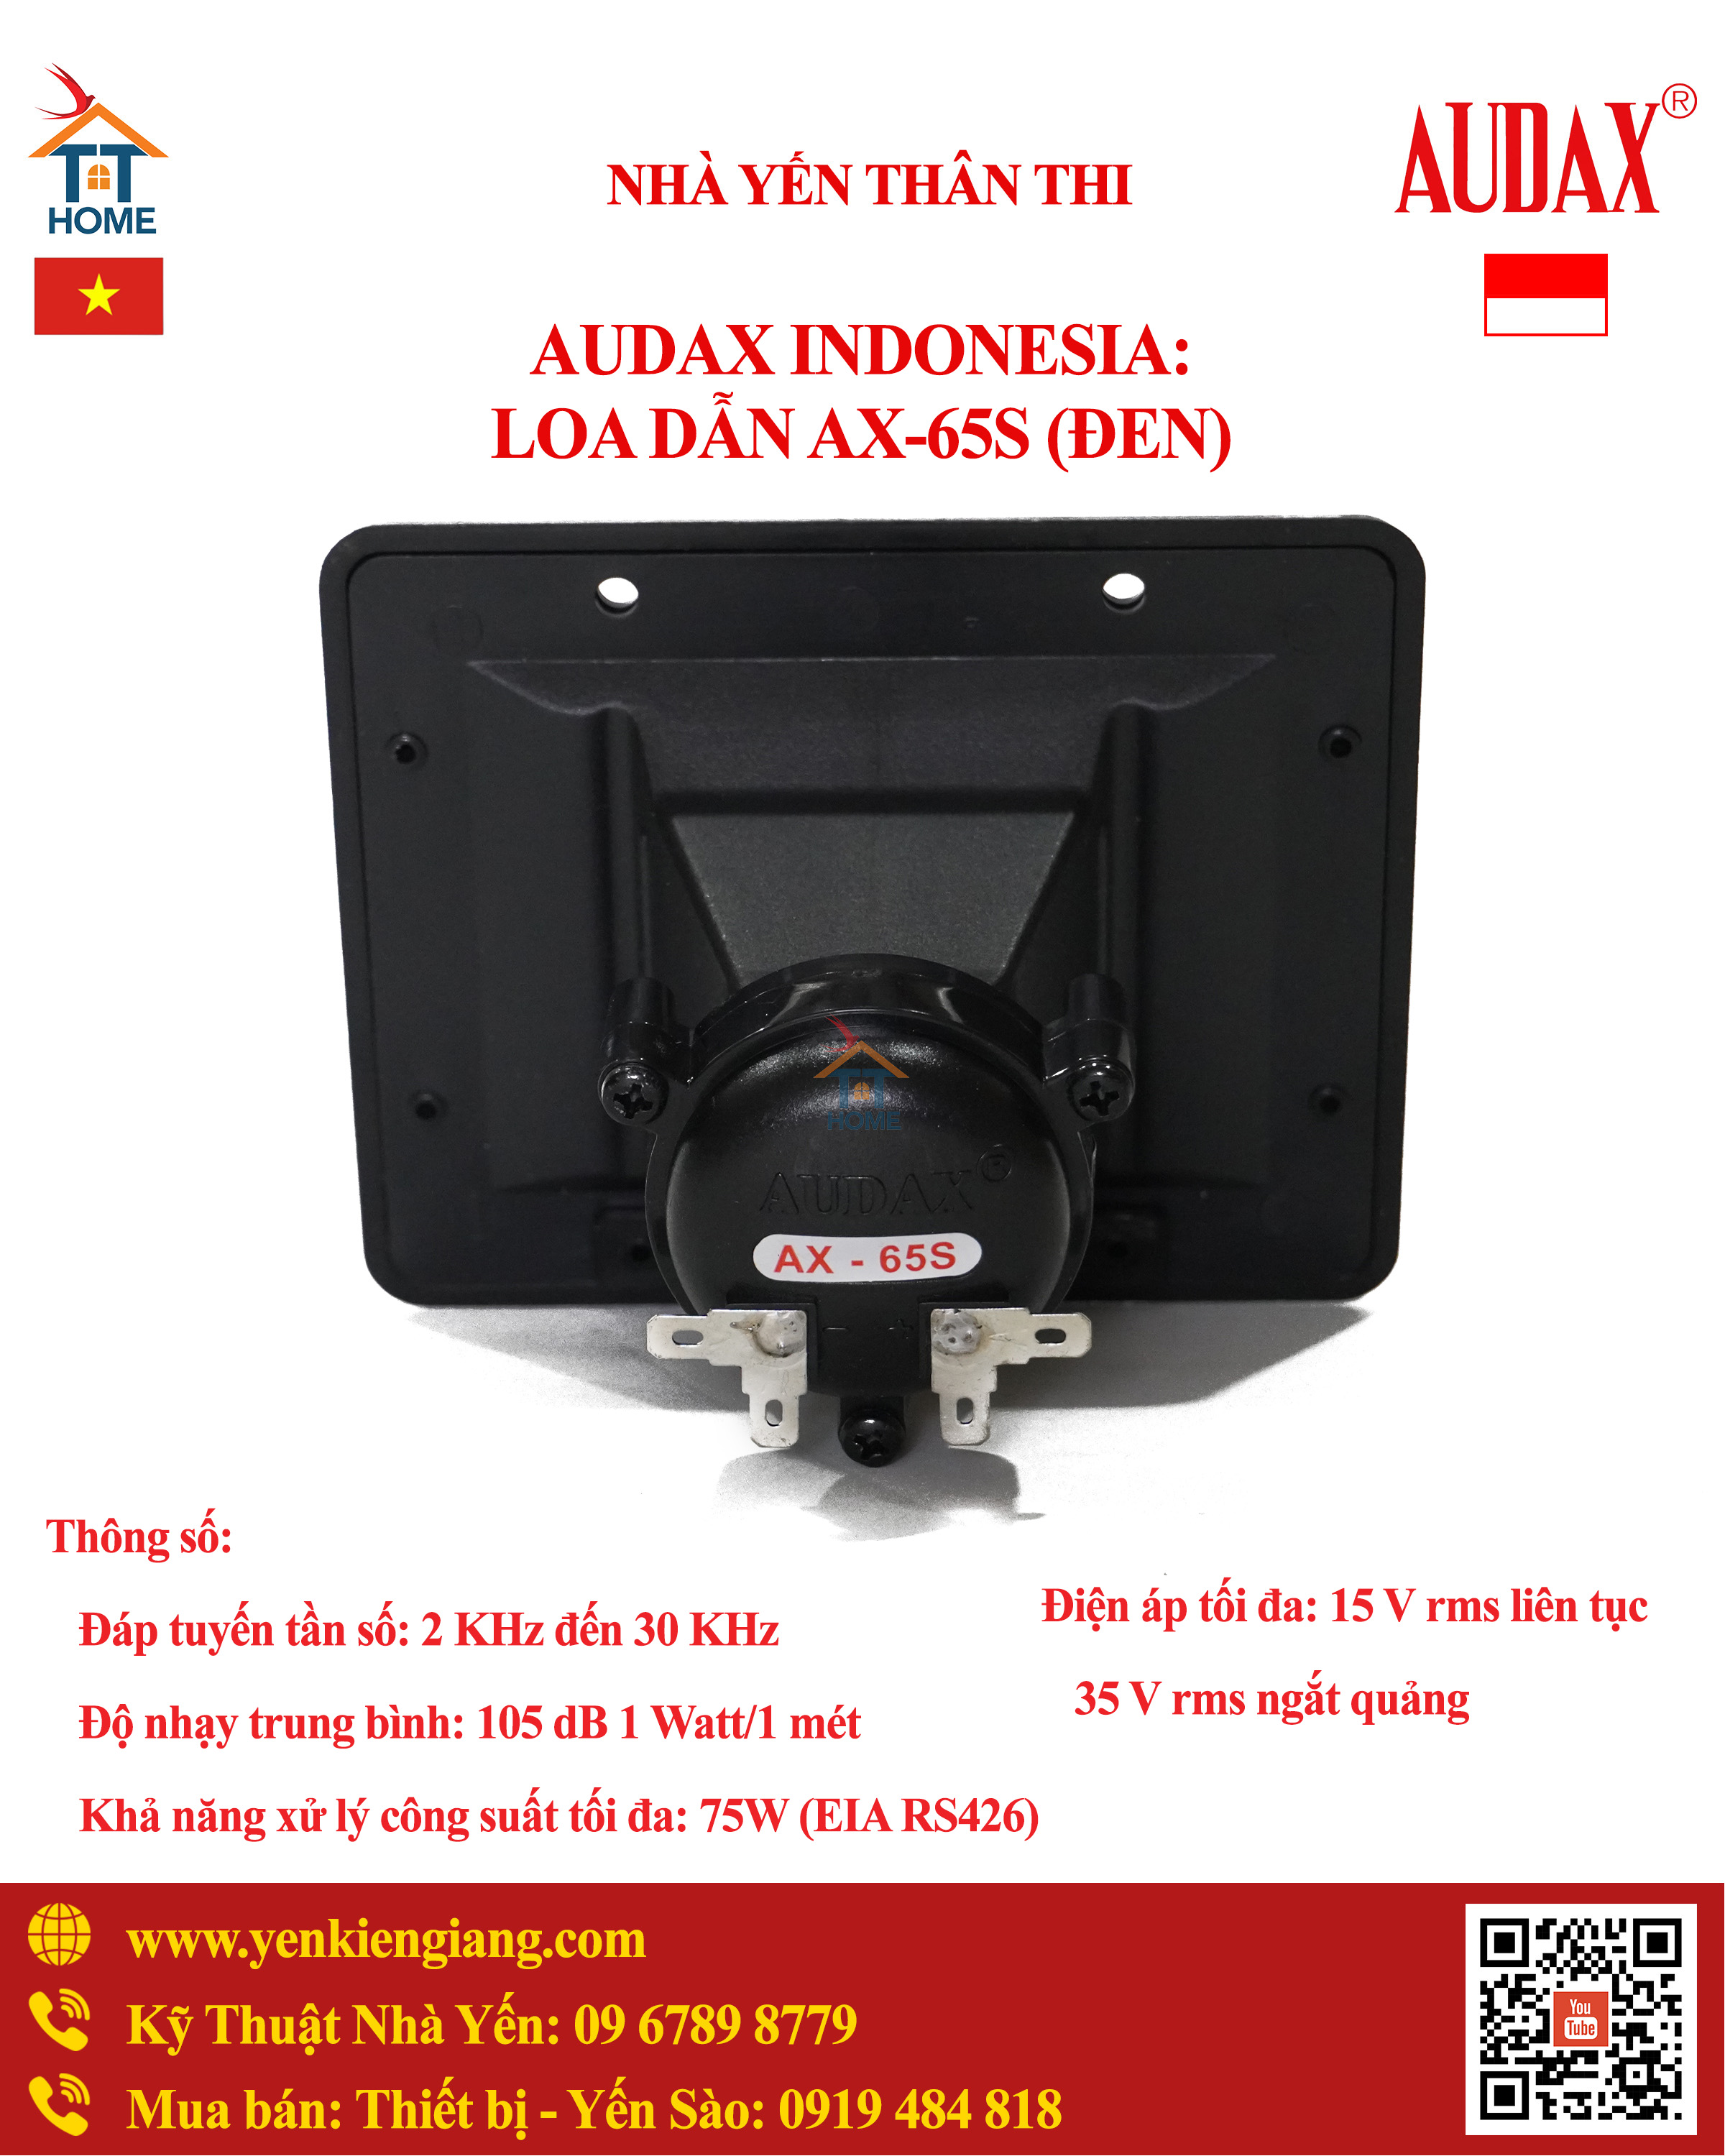 TT
HOME
AUDAX®
NHÀ YẾN THÂN THI
AUDAX INDONESIA:
LOA DẪN AX-65S (ĐEN)
TT
HOME
AUDAX®
AX - 65S
- +
Thông số:
Đáp tuyến tần số: 2 KHz đến 30 KHz
Độ nhạy trung bình: 105 dB 1 Watt/1 mét
Khả năng xử lý công suất tối đa: 75W (EIA RS426)
Điện áp tối đa: 15 V rms liên tục
35 V rms ngắt quảng
www.yenkiengiang.com
Kỹ Thuật Nhà Yến: 09 6789 8779
Mua bán: Thiết bị - Yến Sào: 0919 484 818
You
Tube